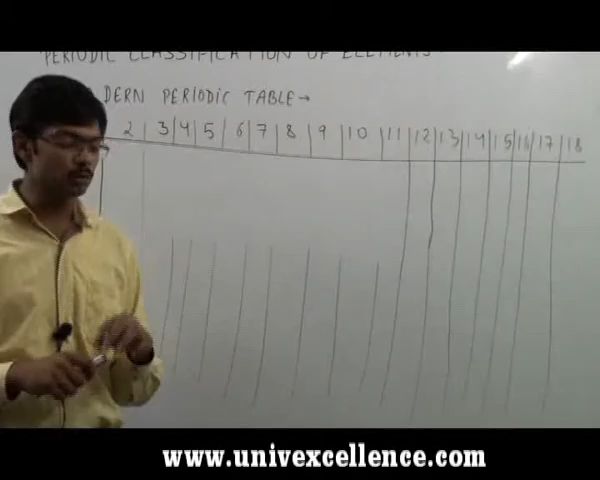 PERIODIC CLASSIFICATION OF ELEMENTS
DERN PERIODIC TABLE→
2 3 4 5 6 7 8 9 10 11 12 13 14 15 16 17 18
www.univexcellence.com